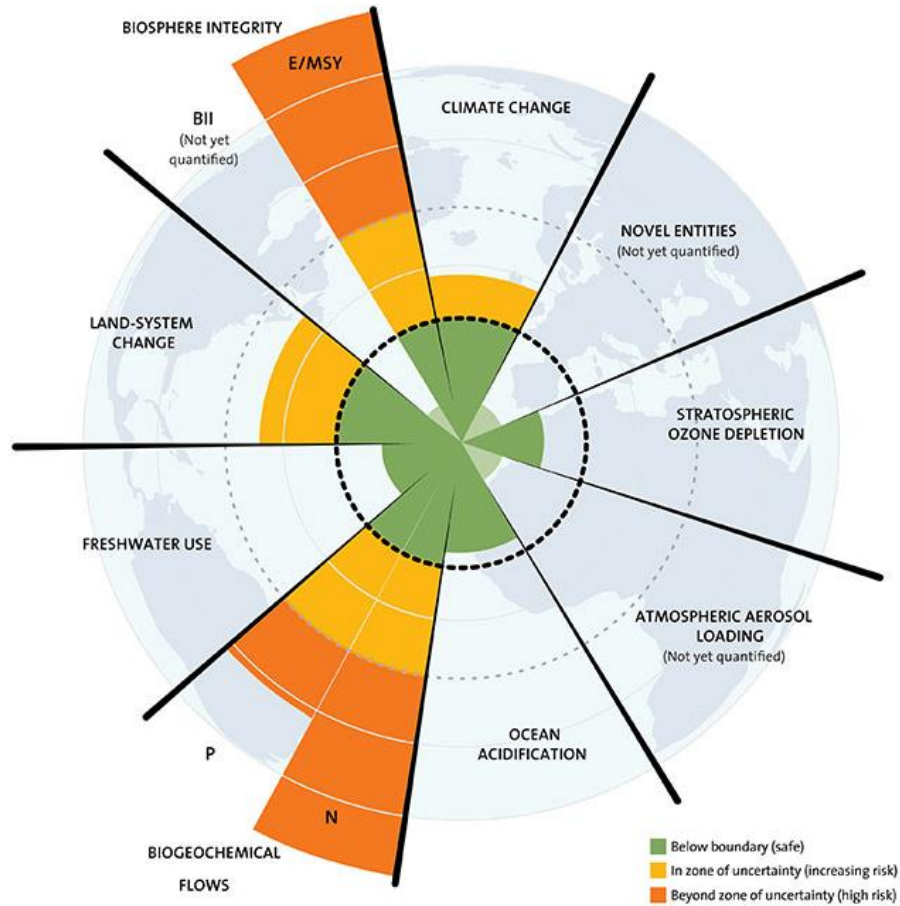 BIOSPHERE INTEGRITY
E/MSY
BII
(Not yet
quantified)
CLIMATE CHANGE
NOVEL ENTITIES
(Not yet quantified)
LAND-SYSTEM
CHANGE
STRATOSPHERIC
OZONE DEPLETION
FRESHWATER USE
ATMOSPHERIC AEROSOL
LOADING
(Not yet quantified)
P
OCEAN
ACIDIFICATION
N
BIOGEOCHEMICAL
FLOWS
Below boundary (safe)
In zone of uncertainty (increasing risk)
Beyond zone of uncertainty (high risk)